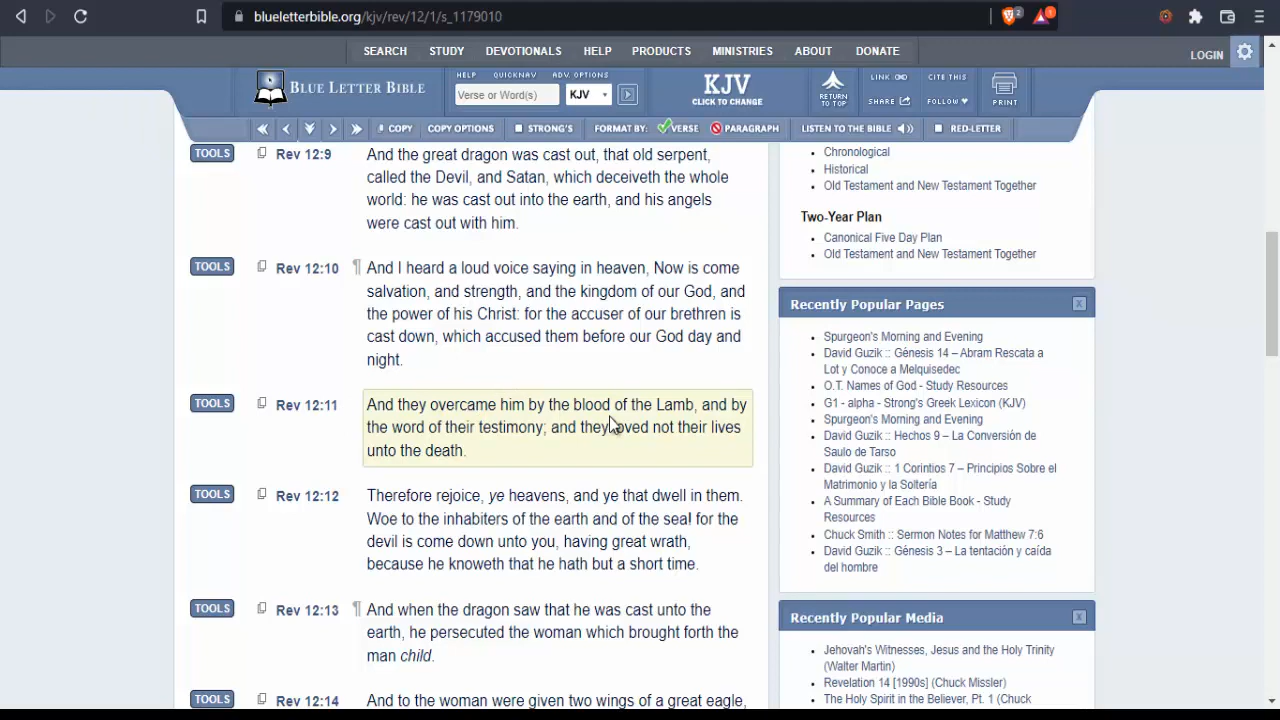 blueletterbible.org/kjv/rev/12/1/s_1179010
2
1
SEARCH STUDY DEVOTIONALS HELP PRODUCTS MINISTRIES ABOUT DONATE
LOGIN
BLUE LETTER BIBLE
HELP QUICKNAV ADV. OPTIONS
Verse or Word(s)
KJV
KJV
CLICK TO CHANGE
RETURN
TO TOP
LINK
SHARE
CITE THIS
FOLLOW
PRINT
COPY COPY OPTIONS STRONG'S FORMAT BY: VERSE PARAGRAPH LISTEN TO THE BIBLE RED-LETTER
TOOLS Rev 12:9 And the great dragon was cast out, that old serpent,
called the Devil, and Satan, which deceiveth the whole
world: he was cast out into the earth, and his angels
were cast out with him.
TOOLS Rev 12:10 ¶ And I heard a loud voice saying in heaven, Now is come
salvation, and strength, and the kingdom of our God, and
the power of his Christ: for the accuser of our brethren is
cast down, which accused them before our God day and
night.
TOOLS Rev 12:11 And they overcame him by the blood of the Lamb, and by
the word of their testimony; and they loved not their lives
unto the death.
TOOLS Rev 12:12 Therefore rejoice, ye heavens, and ye that dwell in them.
Woe to the inhabiters of the earth and of the sea! for the
devil is come down unto you, having great wrath,
because he knoweth that he hath but a short time.
TOOLS Rev 12:13 ¶ And when the dragon saw that he was cast unto the
earth, he persecuted the woman which brought forth the
man child.
TOOLS Rev 12:14 And to the woman were given two wings of a great eagle,
Chronological
Historical
Old Testament and New Testament Together
Two-Year Plan
Canonical Five Day Plan
Old Testament and New Testament Together
Recently Popular Pages X
Spurgeon's Morning and Evening
David Guzik :: Génesis 14 – Abram Rescata a
Lot y Conoce a Melquisedec
O.T. Names of God - Study Resources
G1 - alpha - Strong's Greek Lexicon (KJV)
Spurgeon's Morning and Evening
David Guzik :: Hechos 9 – La Conversión de
Saulo de Tarso
David Guzik :: 1 Corintios 7 – Principios Sobre el
Matrimonio y la Soltería
A Summary of Each Bible Book - Study
Resources
Chuck Smith :: Sermon Notes for Matthew 7:6
David Guzik :: Génesis 3 – La tentación y caída
del hombre
Recently Popular Media X
Jehovah's Witnesses, Jesus and the Holy Trinity
(Walter Martin)
Revelation 14 [1990s] (Chuck Missler)
The Holy Spirit in the Believer, Pt. 1 (Chuck